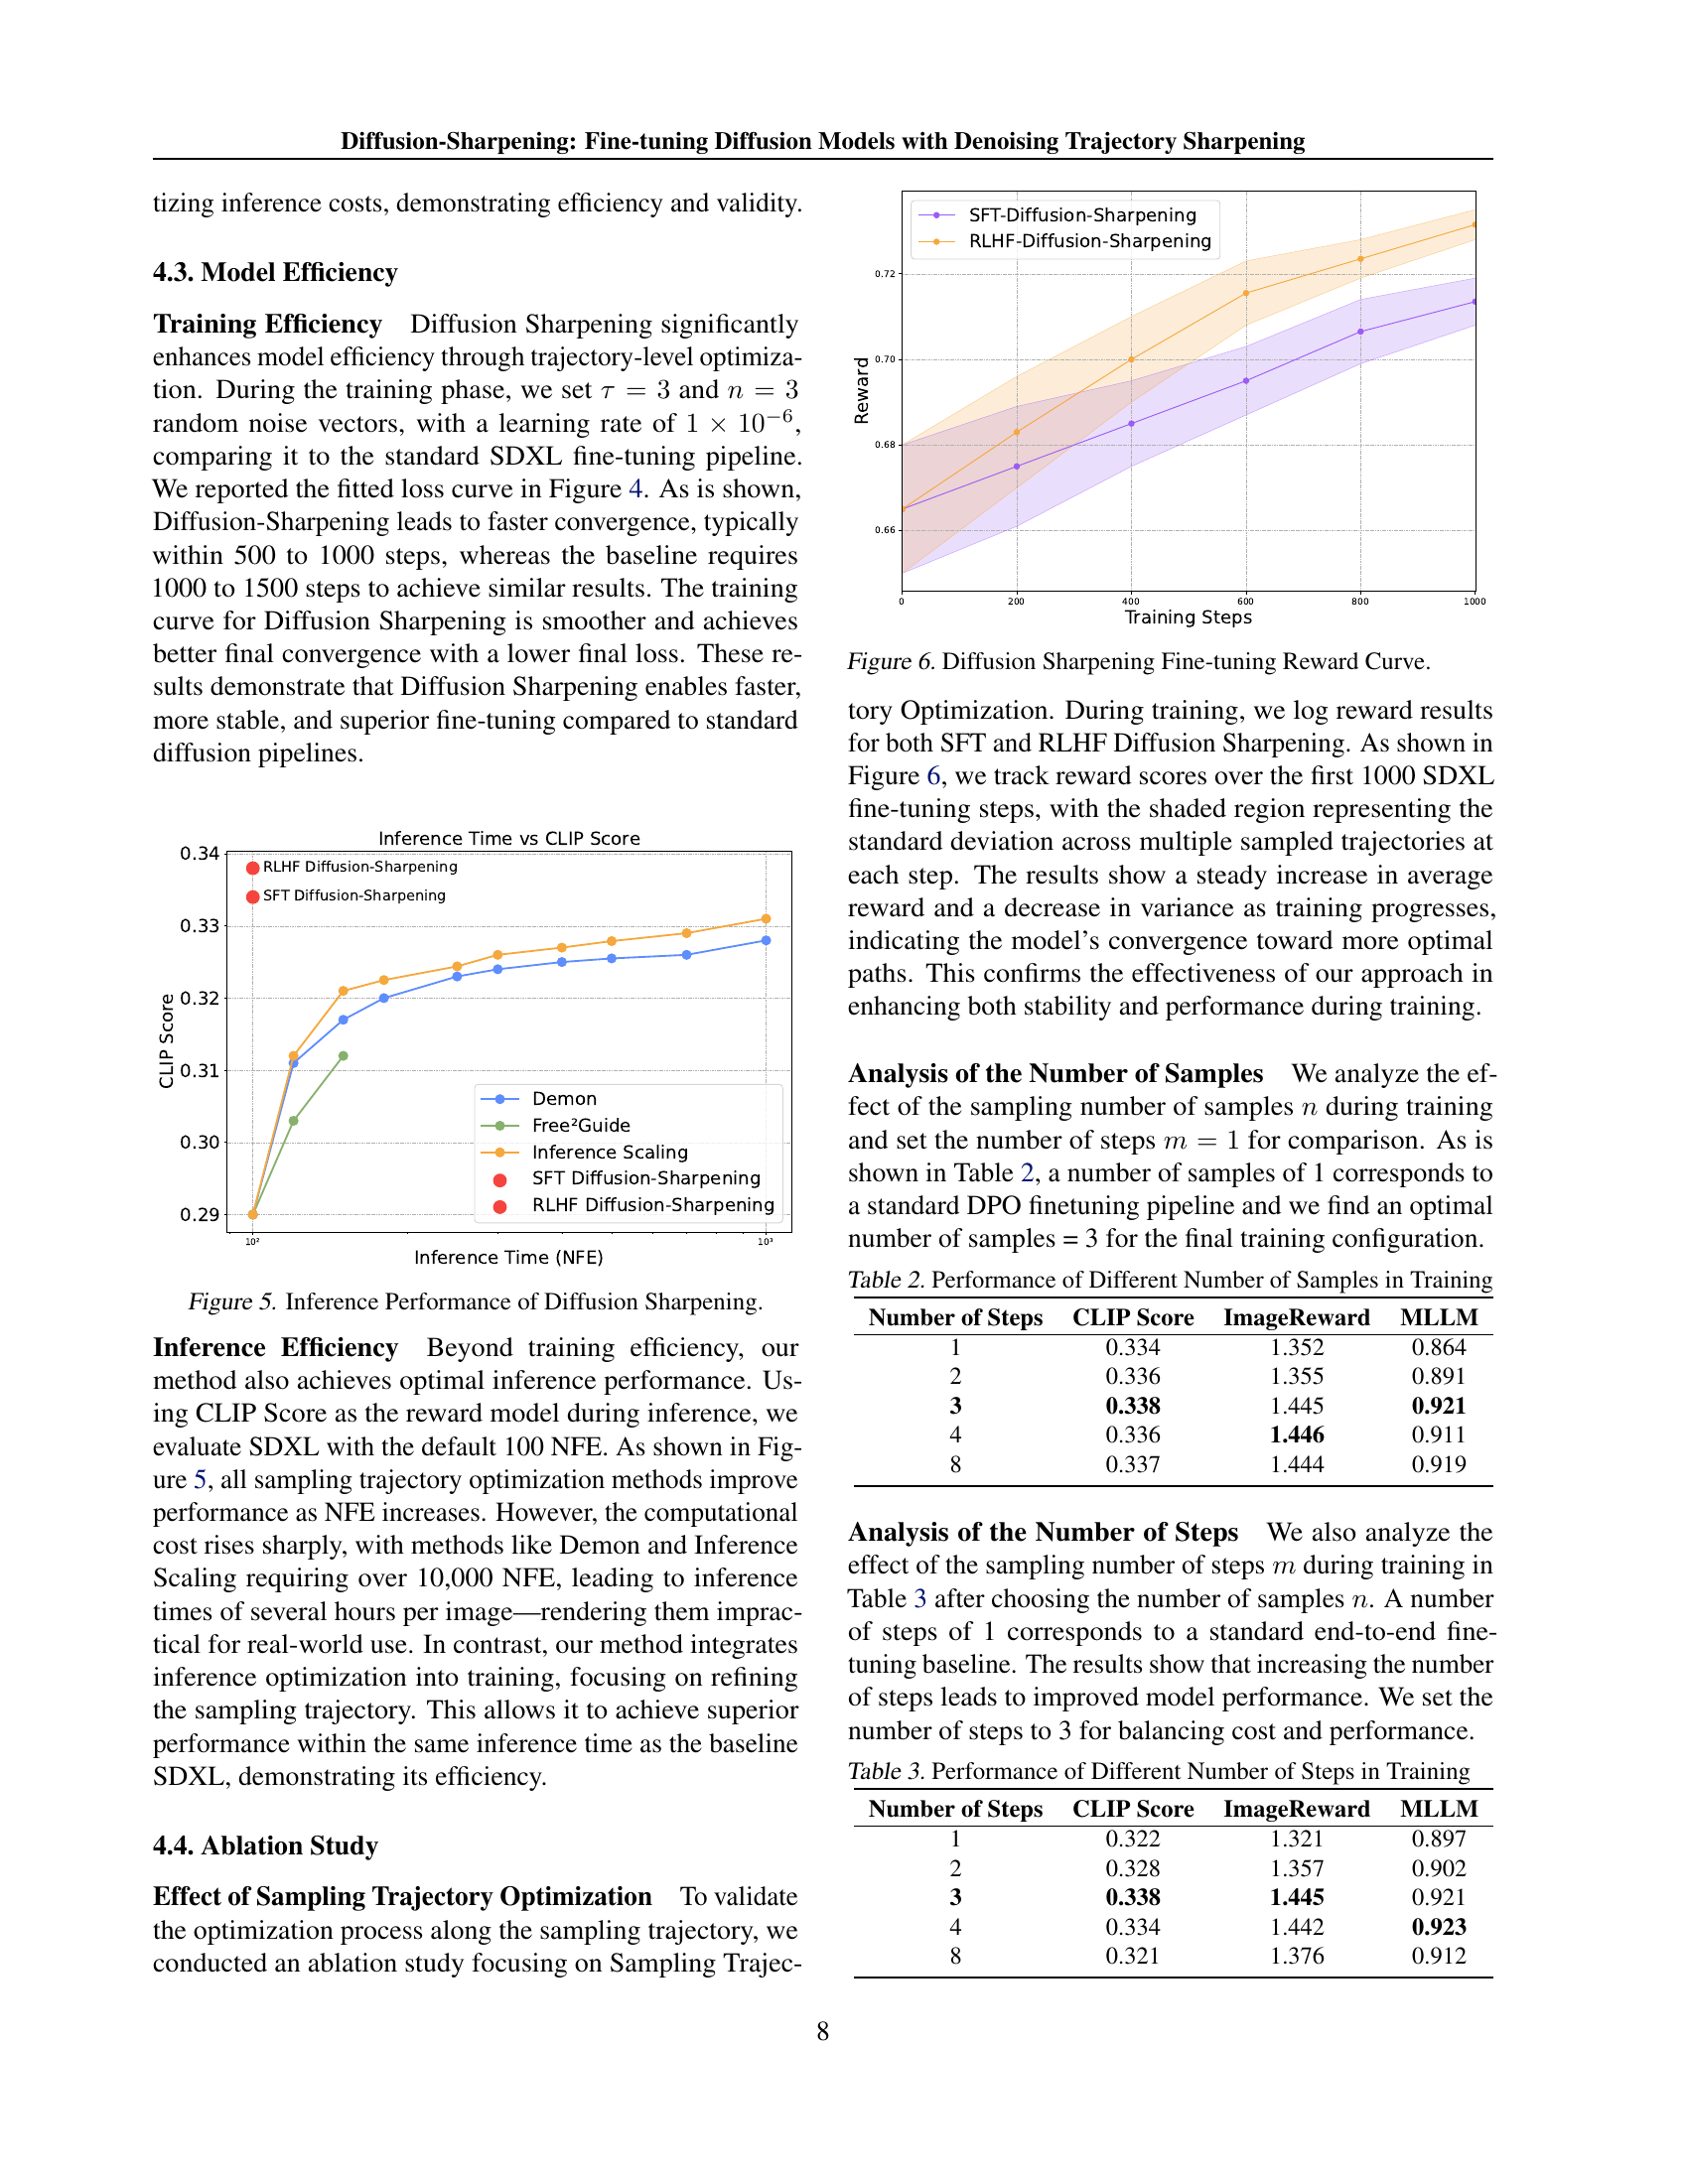 Diffusion-Sharpening: Fine-tuning Diffusion Models with Denoising Trajectory Sharpening
tizing inference costs, demonstrating efficiency and validity.
4.3. Model Efficiency
Training Efficiency Diffusion Sharpening significantly
enhances model efficiency through trajectory-level optimiza-
tion. During the training phase, we set τ = 3 and n = 3
random noise vectors, with a learning rate of 1 × 10⁻⁶,
comparing it to the standard SDXL fine-tuning pipeline.
We reported the fitted loss curve in Figure 4. As is shown,
Diffusion-Sharpening leads to faster convergence, typically
within 500 to 1000 steps, whereas the baseline requires
1000 to 1500 steps to achieve similar results. The training
curve for Diffusion Sharpening is smoother and achieves
better final convergence with a lower final loss. These re-
sults demonstrate that Diffusion Sharpening enables faster,
more stable, and superior fine-tuning compared to standard
diffusion pipelines.
Inference Time vs CLIP Score
0.34
0.33
0.32
0.31
0.30
0.29
CLIP Score
RLHF Diffusion-Sharpening
SFT Diffusion-Sharpening
Demon
Free²Guide
Inference Scaling
SFT Diffusion-Sharpening
RLHF Diffusion-Sharpening
10² 10³
Inference Time (NFE)
Figure 5. Inference Performance of Diffusion Sharpening.
Inference Efficiency Beyond training efficiency, our
method also achieves optimal inference performance. Us-
ing CLIP Score as the reward model during inference, we
evaluate SDXL with the default 100 NFE. As shown in Fig-
ure 5, all sampling trajectory optimization methods improve
performance as NFE increases. However, the computational
cost rises sharply, with methods like Demon and Inference
Scaling requiring over 10,000 NFE, leading to inference
times of several hours per image—rendering them imprac-
tical for real-world use. In contrast, our method integrates
inference optimization into training, focusing on refining
the sampling trajectory. This allows it to achieve superior
performance within the same inference time as the baseline
SDXL, demonstrating its efficiency.
4.4. Ablation Study
Effect of Sampling Trajectory Optimization To validate
the optimization process along the sampling trajectory, we
conducted an ablation study focusing on Sampling Trajec-
SFT-Diffusion-Sharpening
RLHF-Diffusion-Sharpening
0.72
0.70
0.68
0.66
Reward
0 200 400 600 800 1000
Training Steps
Figure 6. Diffusion Sharpening Fine-tuning Reward Curve.
tory Optimization. During training, we log reward results
for both SFT and RLHF Diffusion Sharpening. As shown in
Figure 6, we track reward scores over the first 1000 SDXL
fine-tuning steps, with the shaded region representing the
standard deviation across multiple sampled trajectories at
each step. The results show a steady increase in average
reward and a decrease in variance as training progresses,
indicating the model's convergence toward more optimal
paths. This confirms the effectiveness of our approach in
enhancing both stability and performance during training.
Analysis of the Number of Samples We analyze the ef-
fect of the sampling number of samples n during training
and set the number of steps m = 1 for comparison. As is
shown in Table 2, a number of samples of 1 corresponds to
a standard DPO finetuning pipeline and we find an optimal
number of samples = 3 for the final training configuration.
Table 2. Performance of Different Number of Samples in Training
Number of Steps CLIP Score ImageReward MLLM
1 0.334 1.352 0.864
2 0.336 1.355 0.891
3 0.338 1.445 0.921
4 0.336 1.446 0.911
8 0.337 1.444 0.919
Analysis of the Number of Steps We also analyze the
effect of the sampling number of steps m during training in
Table 3 after choosing the number of samples n. A number
of steps of 1 corresponds to a standard end-to-end fine-
tuning baseline. The results show that increasing the number
of steps leads to improved model performance. We set the
number of steps to 3 for balancing cost and performance.
Table 3. Performance of Different Number of Steps in Training
Number of Steps CLIP Score ImageReward MLLM
1 0.322 1.321 0.897
2 0.328 1.357 0.902
3 0.338 1.445 0.921
4 0.334 1.442 0.923
8 0.321 1.376 0.912
8